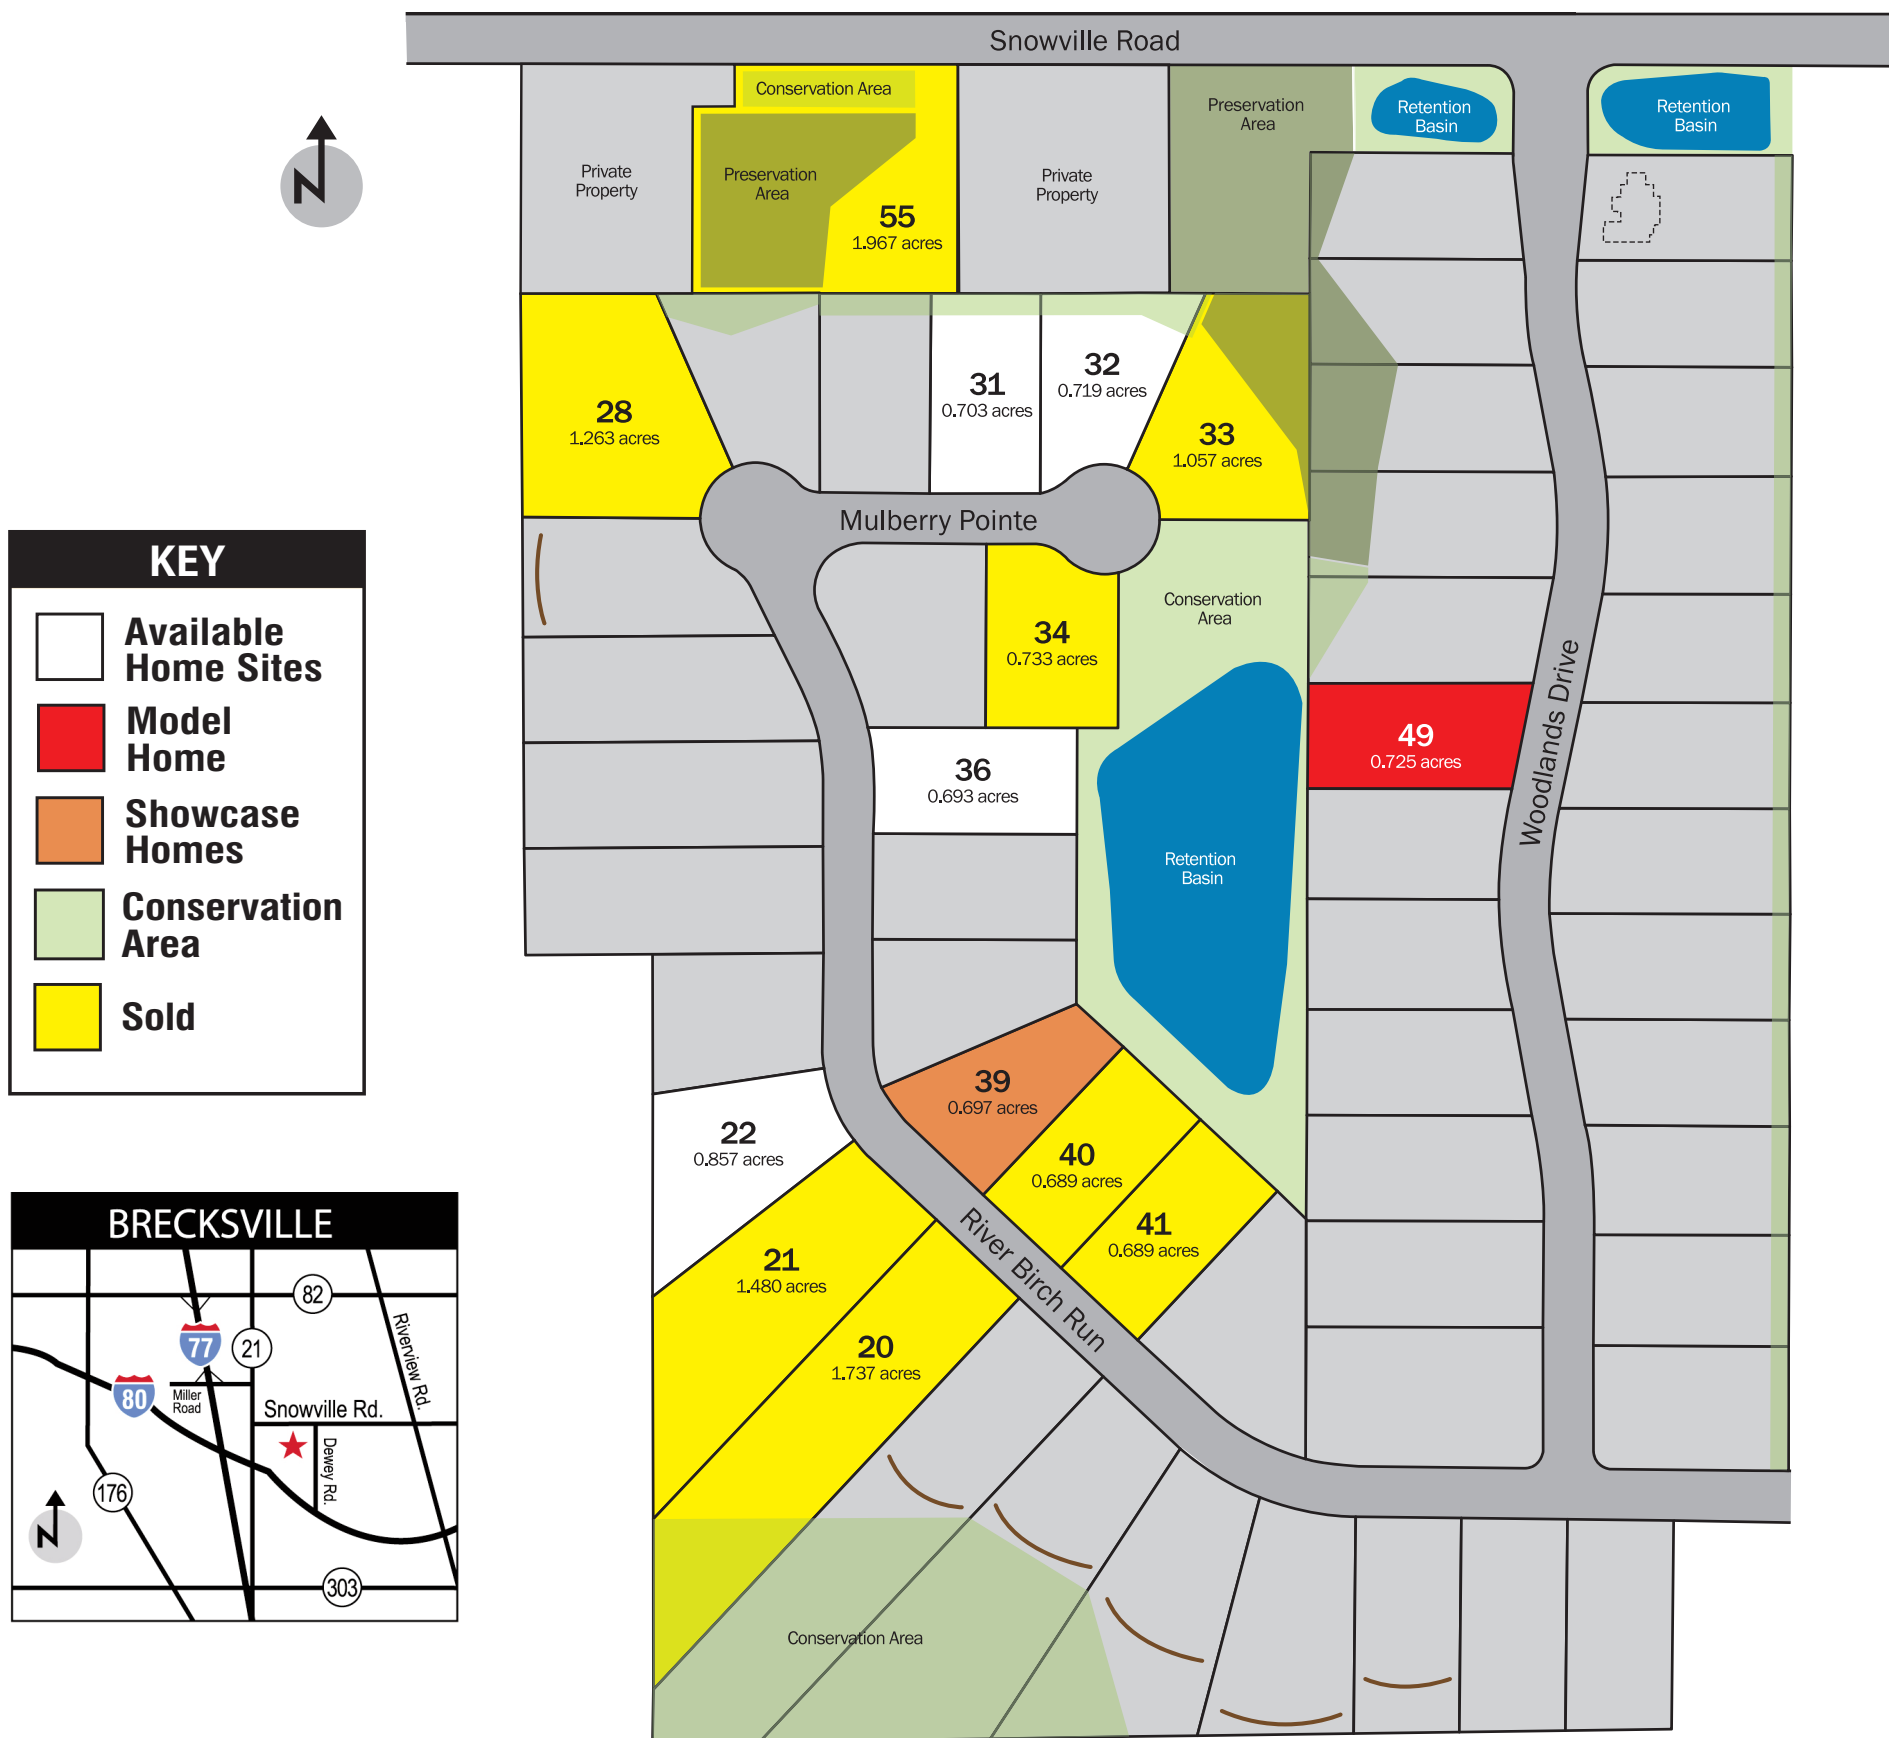 Snowville Road
Conservation Area
Preservation
Area
Private
Property
55
1.967 acres
Private
Property
Preservation
Area
Retention
Basin
Retention
Basin
N
28
1.263 acres
31
0.703 acres
32
0.719 acres
33
1.057 acres
Mulberry Pointe
34
0.733 acres
Conservation
Area
36
0.693 acres
Retention
Basin
49
0.725 acres
Woodlands Drive
39
0.697 acres
40
0.689 acres
41
0.689 acres
22
0.857 acres
21
1.480 acres
20
1.737 acres
River Birch Run
Conservation Area
KEY
Available
Home Sites
Model
Home
Showcase
Homes
Conservation
Area
Sold
BRECKSVILLE
82
77
21
Riverview Rd.
80
Miller
Road
Snowville Rd.
Dewey Rd.
176
N
303